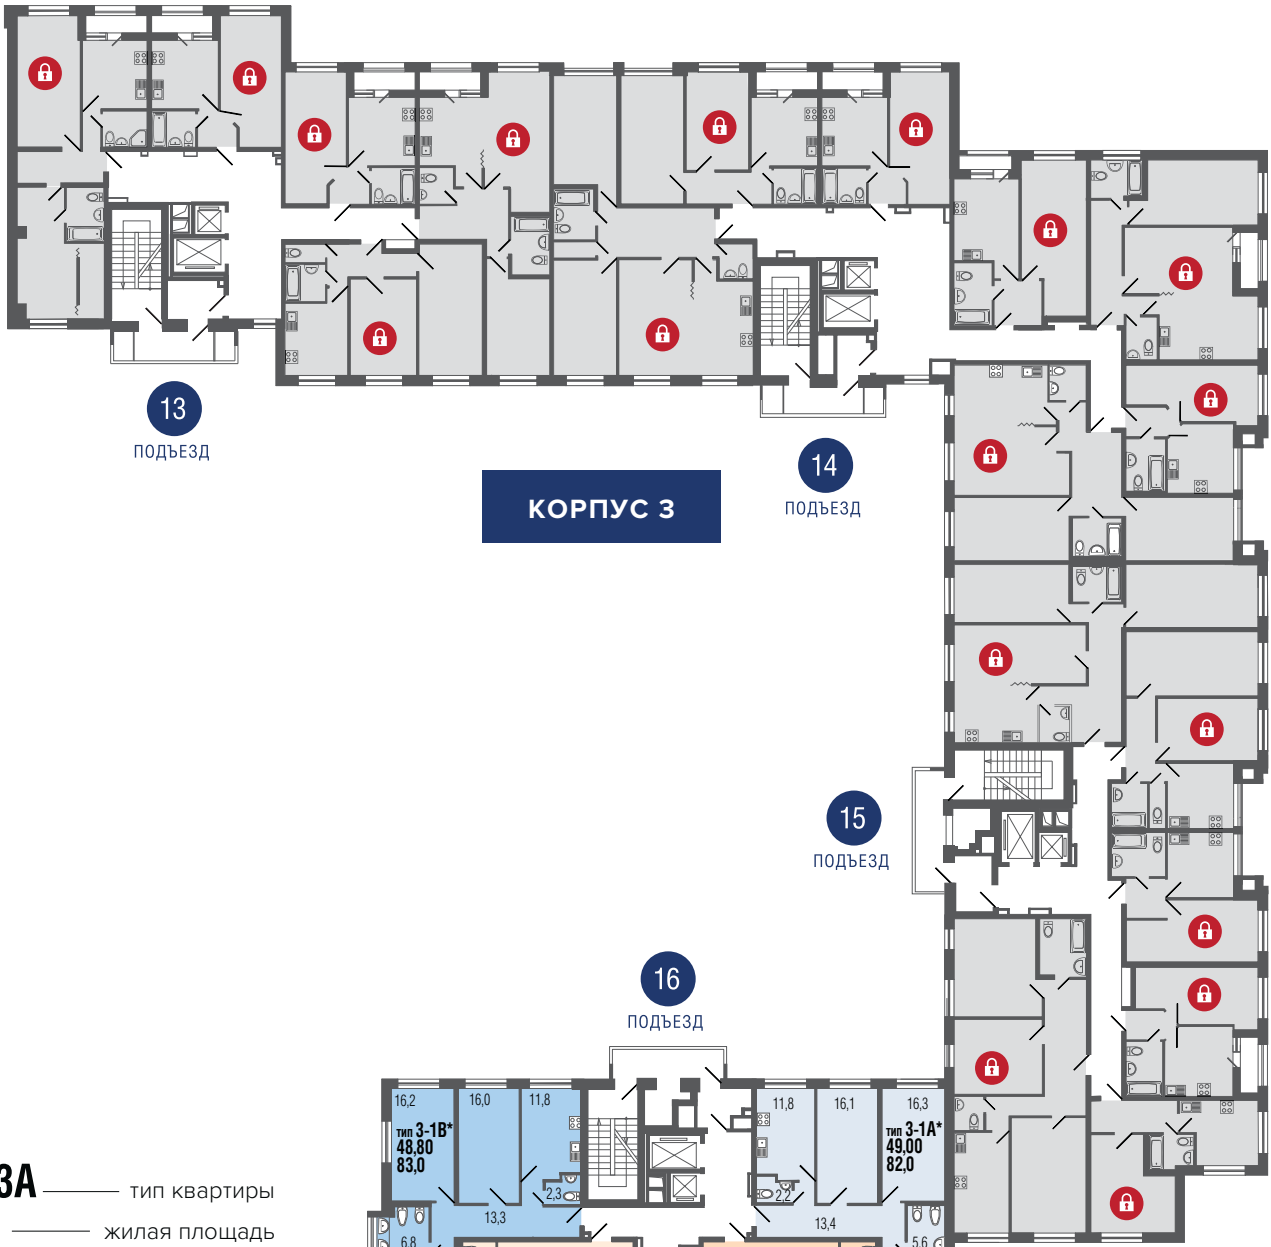 13
ПОДЪЕЗД
14
ПОДЪЕЗД
КОРПУС 3
15
ПОДЪЕЗД
16
ПОДЪЕЗД
16,2
16,0
11,8
тип 3-1В*
48,80
83,0
2,3
13,3
6,8
11,8
16,1
16,3
тип 3-1А*
49,00
82,0
2,2
13,4
5,6
3А
тип квартиры
жилая площадь